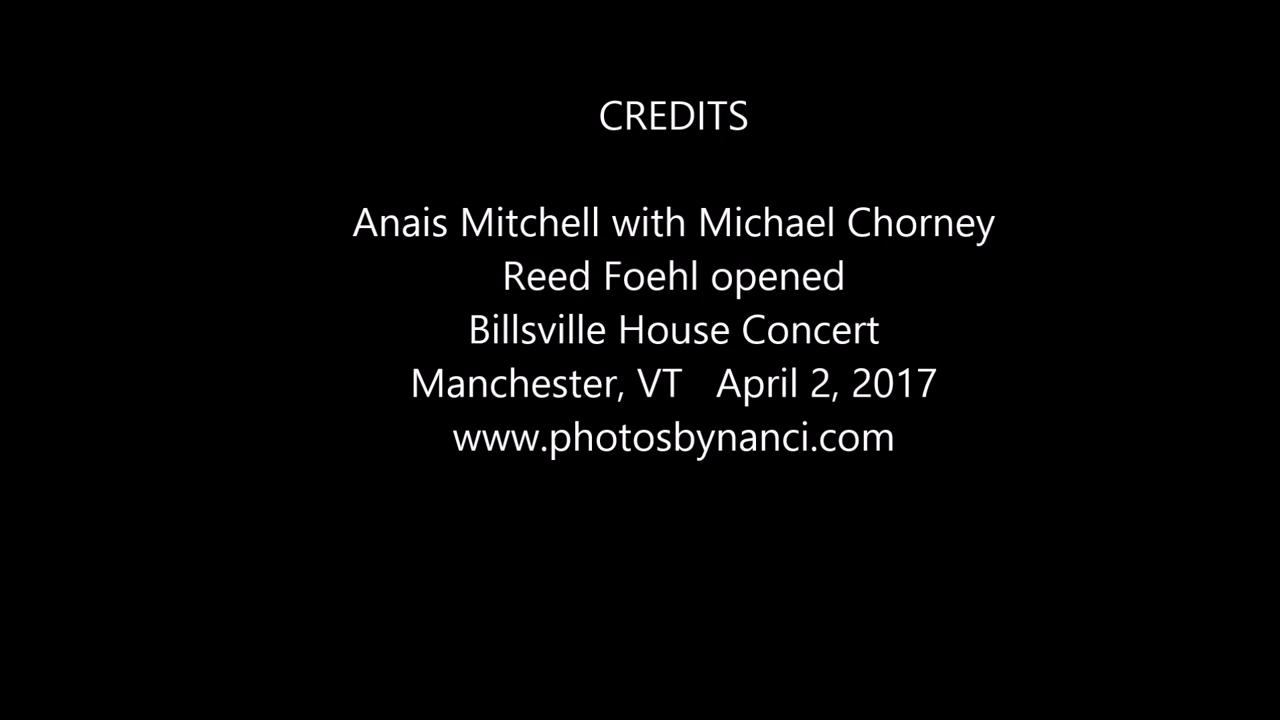 CREDITS
Anais Mitchell with Michael Chorney
Reed Foehl opened
Billsville House Concert
Manchester, VT   April 2, 2017
www.photosbynanci.com